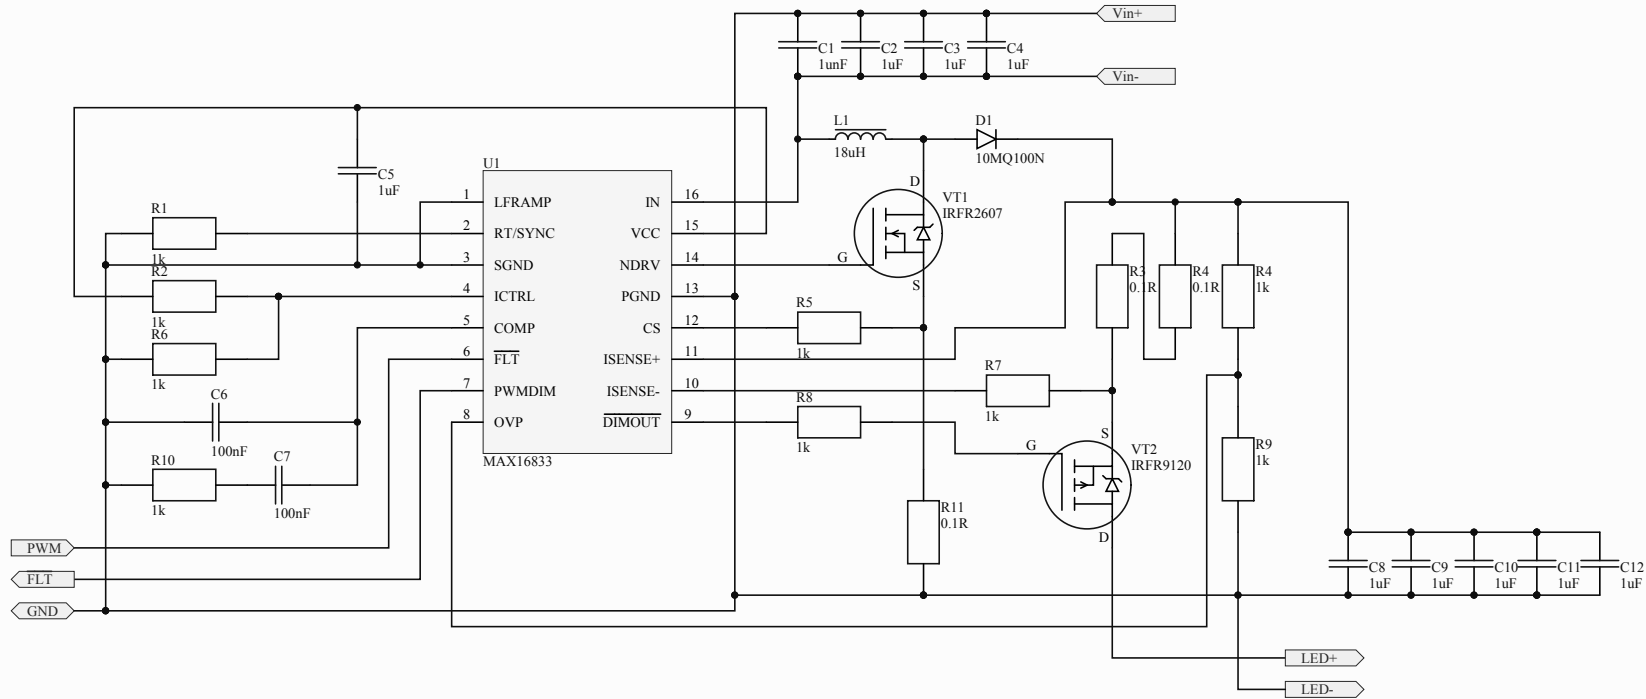 Vin+
C1
1unF
C2
1uF
C3
1uF
C4
1uF
Vin-
L1
18uH
D1
10MQ100N
C5
1uF
U1
1 LFRAMP
2 RT/SYNC
3 SGND
4 ICTRL
5 COMP
6 FLT
7 PWMDIM
8 OVP
IN 16
VCC 15
NDRV 14
PGND 13
CS 12
ISENSE+ 11
ISENSE- 10
DIMOUT 9
MAX16833
R1
1k
R2
1k
R6
1k
C6
100nF
R10
1k
C7
100nF
D
VT1
IRFR2607
G
S
R5
1k
R3
0.1R
R4
0.1R
R4
1k
R7
1k
R8
1k
S
G
VT2
IRFR9120
D
R9
1k
R11
0.1R
C8
1uF
C9
1uF
C10
1uF
C11
1uF
C12
1uF
PWM
FLT
GND
LED+
LED-